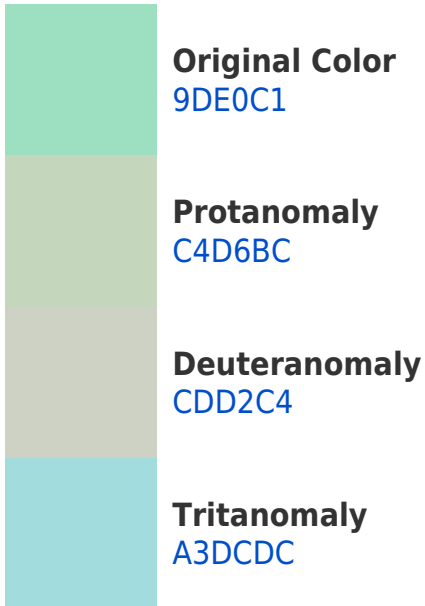 Original Color
9DE0C1
Protanomaly
C4D6BC
Deuteranomaly
CDD2C4
Tritanomaly
A3DCDC